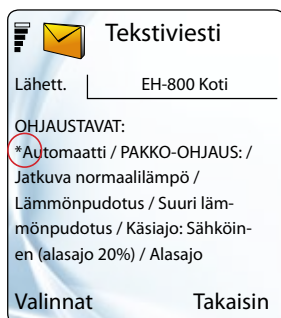 Tekstiviesti
Lähett. EH-800 Koti
OHJAUSTAVAT:
*Automaatti / PAKKO-OHJAUS: /
Jatkuva normaalilämpö /
Lämmönpudotus / Suuri läm-
mönpudotus / Käsiajo: Sähköin-
en (alasajo 20%) / Alasajo
Valinnat Takaisin